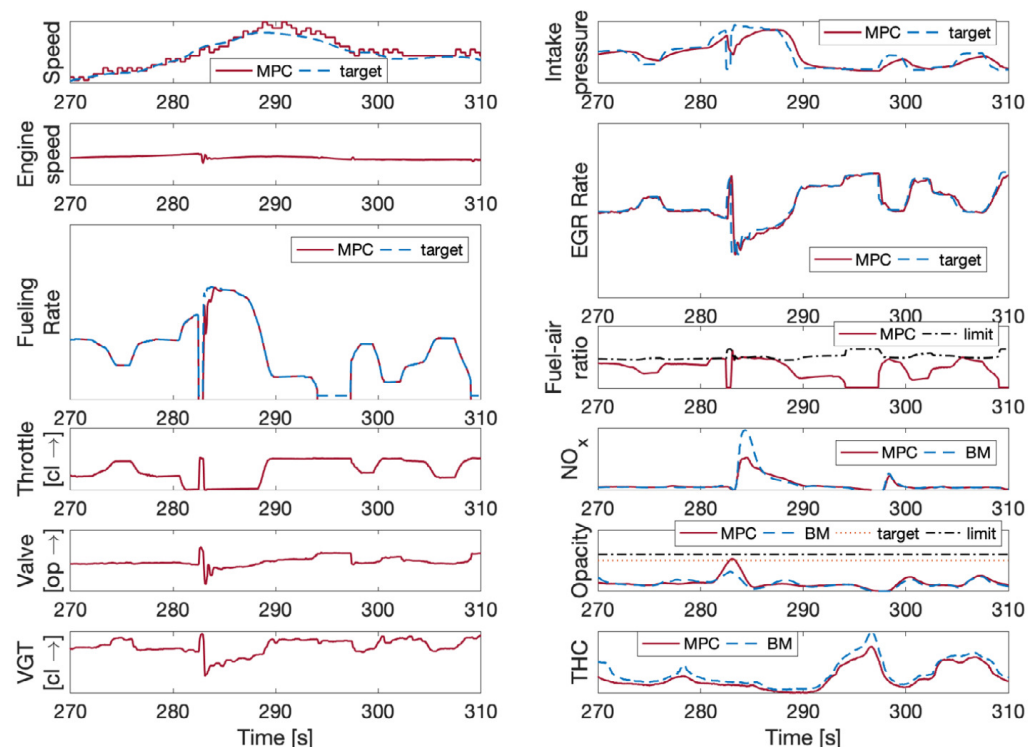 Speed
MPC target
270 280 290 300 310
Engine
speed
270 280 290 300 310
MPC target
Fueling
Rate
270 280 290 300 310
Throttle
[cl →]
270 280 290 300 310
Valve
[op →]
270 280 290 300 310
VGT
[cl →]
270 280 290 300 310
Time [s]
Intake
pressure
MPC target
270 280 290 300 310
EGR Rate
MPC target
270 280 290 300 310
Fuel-air
ratio
MPC limit
270 280 290 300 310
NOx
MPC BM
270 280 290 300 310
Opacity
MPC BM target limit
270 280 290 300 310
THC
MPC BM
270 280 290 300 310
Time [s]